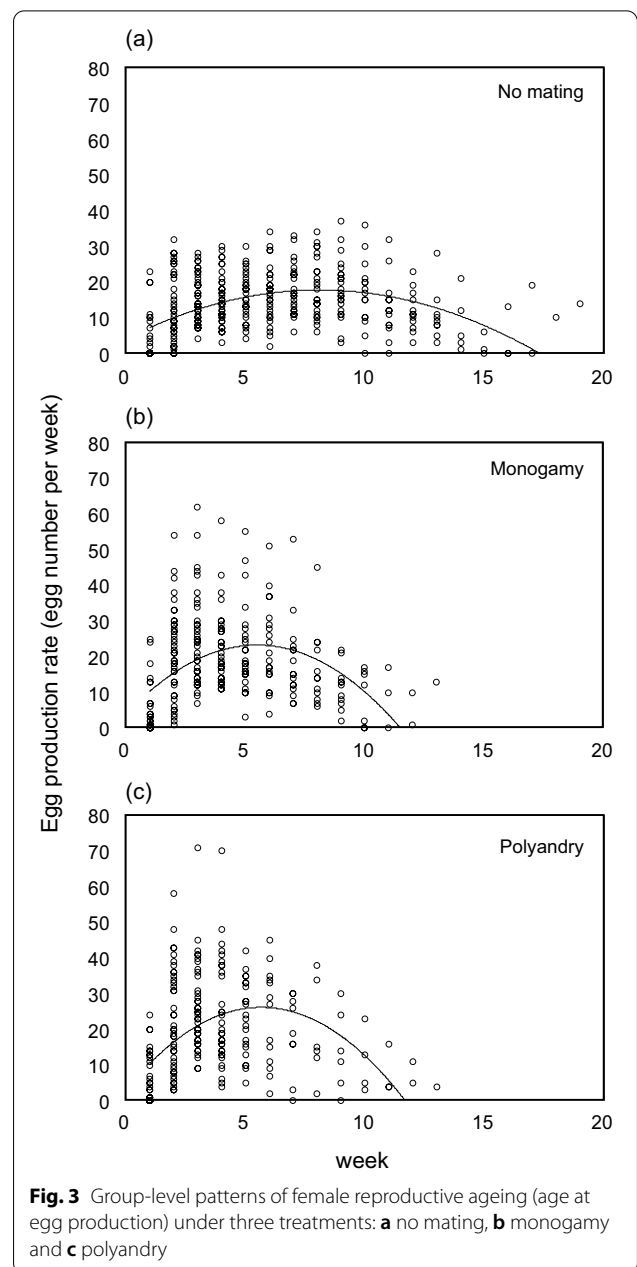 (a)
80
No mating
70
60
50
40
30
20
10
0
0 5 10 15 20
(b)
80
Monogamy
70
60
50
40
30
20
10
0
0 5 10 15 20
(c)
80
Polyandry
70
60
50
40
30
20
10
0
0 5 10 15 20
Egg production rate (egg number per week)
week
Fig. 3 Group-level patterns of female reproductive ageing (age at
egg production) under three treatments: a no mating, b monogamy
and c polyandry